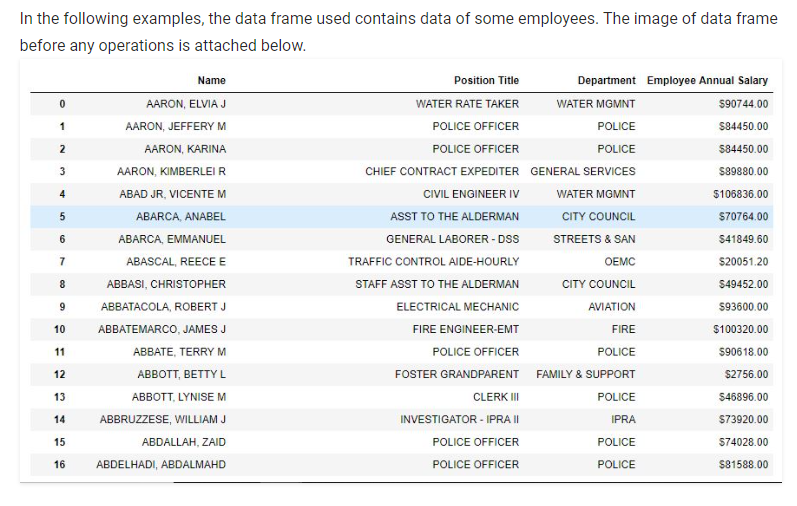 In the following examples, the data frame used contains data of some employees. The image of data frame
before any operations is attached below.
Name Position Title Department Employee Annual Salary
0 AARON, ELVIA J WATER RATE TAKER WATER MGMNT $90744.00
1 AARON, JEFFERY M POLICE OFFICER POLICE $84450.00
2 AARON, KARINA POLICE OFFICER POLICE $84450.00
3 AARON, KIMBERLEI R CHIEF CONTRACT EXPEDITER GENERAL SERVICES $89880.00
4 ABAD JR, VICENTE M CIVIL ENGINEER IV WATER MGMNT $106836.00
5 ABARCA, ANABEL ASST TO THE ALDERMAN CITY COUNCIL $70764.00
6 ABARCA, EMMANUEL GENERAL LABORER - DSS STREETS & SAN $41849.60
7 ABASCAL, REECE E TRAFFIC CONTROL AIDE-HOURLY OEMC $20051.20
8 ABBASI, CHRISTOPHER STAFF ASST TO THE ALDERMAN CITY COUNCIL $49452.00
9 ABBATACOLA, ROBERT J ELECTRICAL MECHANIC AVIATION $93600.00
10 ABBATEMARCO, JAMES J FIRE ENGINEER-EMT FIRE $100320.00
11 ABBATE, TERRY M POLICE OFFICER POLICE $90618.00
12 ABBOTT, BETTY L FOSTER GRANDPARENT FAMILY & SUPPORT $2756.00
13 ABBOTT, LYNISE M CLERK III POLICE $46896.00
14 ABBRUZZESE, WILLIAM J INVESTIGATOR - IPRA II IPRA $73920.00
15 ABDALLAH, ZAID POLICE OFFICER POLICE $74028.00
16 ABDELHADI, ABDALMAHD POLICE OFFICER POLICE $81588.00